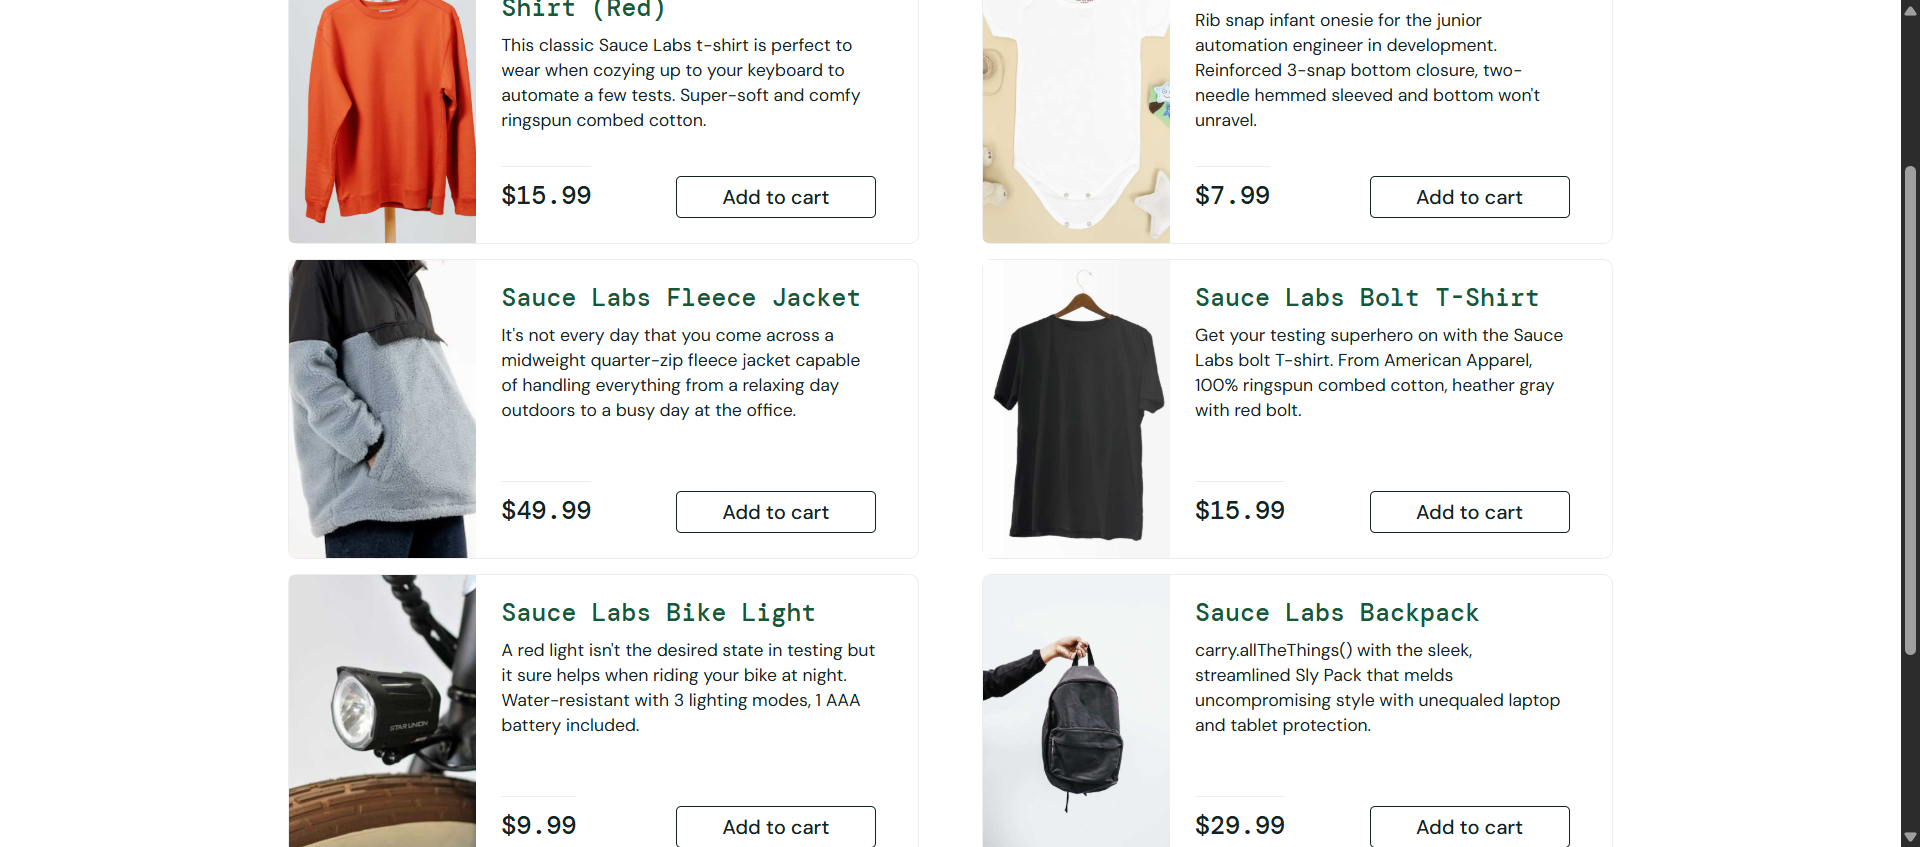 Shirt (Red)
This classic Sauce Labs t-shirt is perfect to
wear when cozying up to your keyboard to
automate a few tests. Super-soft and comfy
ringspun combed cotton.
$15.99
Add to cart
Rib snap infant onesie for the junior
automation engineer in development.
Reinforced 3-snap bottom closure, two-
needle hemmed sleeved and bottom won't
unravel.
$7.99
Add to cart
Sauce Labs Fleece Jacket
It's not every day that you come across a
midweight quarter-zip fleece jacket capable
of handling everything from a relaxing day
outdoors to a busy day at the office.
$49.99
Add to cart
Sauce Labs Bolt T-Shirt
Get your testing superhero on with the Sauce
Labs bolt T-shirt. From American Apparel,
100% ringspun combed cotton, heather gray
with red bolt.
$15.99
Add to cart
STAR UNION
Sauce Labs Bike Light
A red light isn't the desired state in testing but
it sure helps when riding your bike at night.
Water-resistant with 3 lighting modes, 1 AAA
battery included.
$9.99
Add to cart
Sauce Labs Backpack
carry.allTheThings() with the sleek,
streamlined Sly Pack that melds
uncompromising style with unequaled laptop
and tablet protection.
$29.99
Add to cart